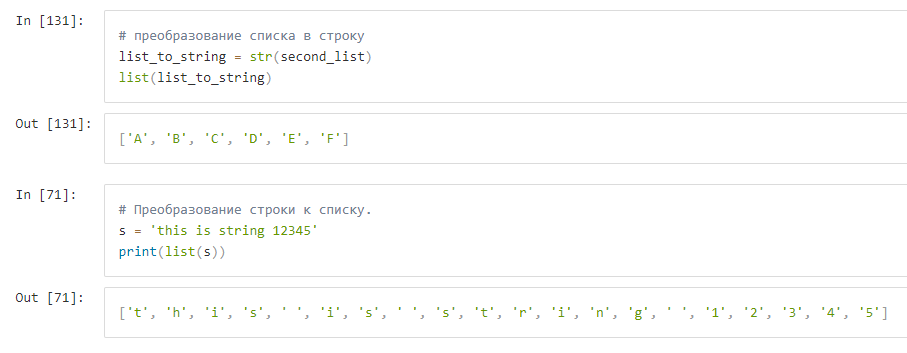 In [131]:
# преобразование списка в строку
list_to_string = str(second_list)
list(list_to_string)
Out [131]:
['A', 'B', 'C', 'D', 'E', 'F']
In [71]:
# Преобразование строки к списку.
s = 'this is string 12345'
print(list(s))
Out [71]:
['t', 'h', 'i', 's', ' ', 'i', 's', ' ', 's', 't', 'r', 'i', 'n', 'g', ' ', '1', '2', '3', '4', '5']